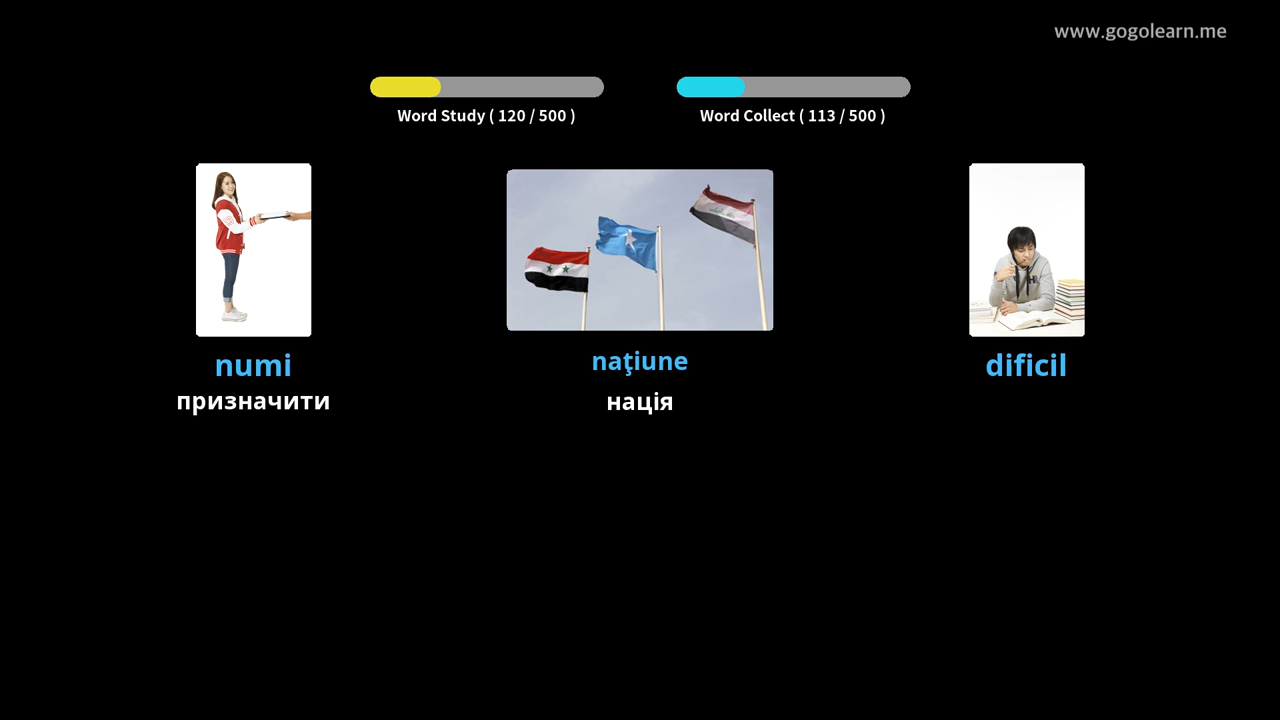 www.gogolearn.me
Word Study ( 120 / 500 )
Word Collect ( 113 / 500 )
numi
призначити
naţiune
нація
dificil